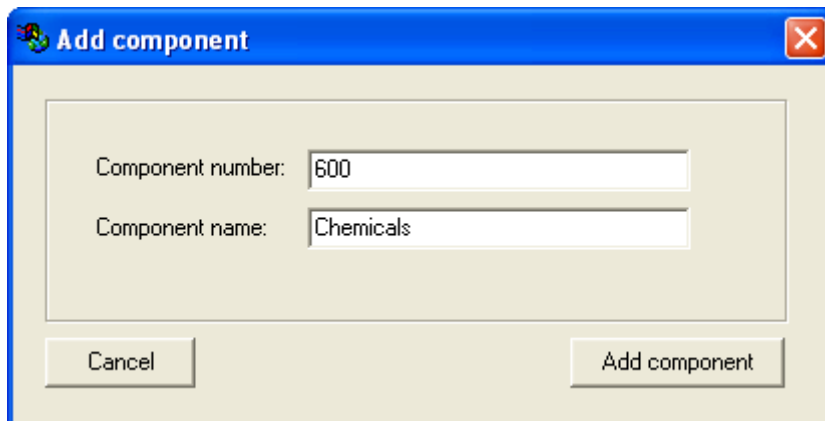 Add component
Component number: 600
Component name: Chemicals
Cancel Add component